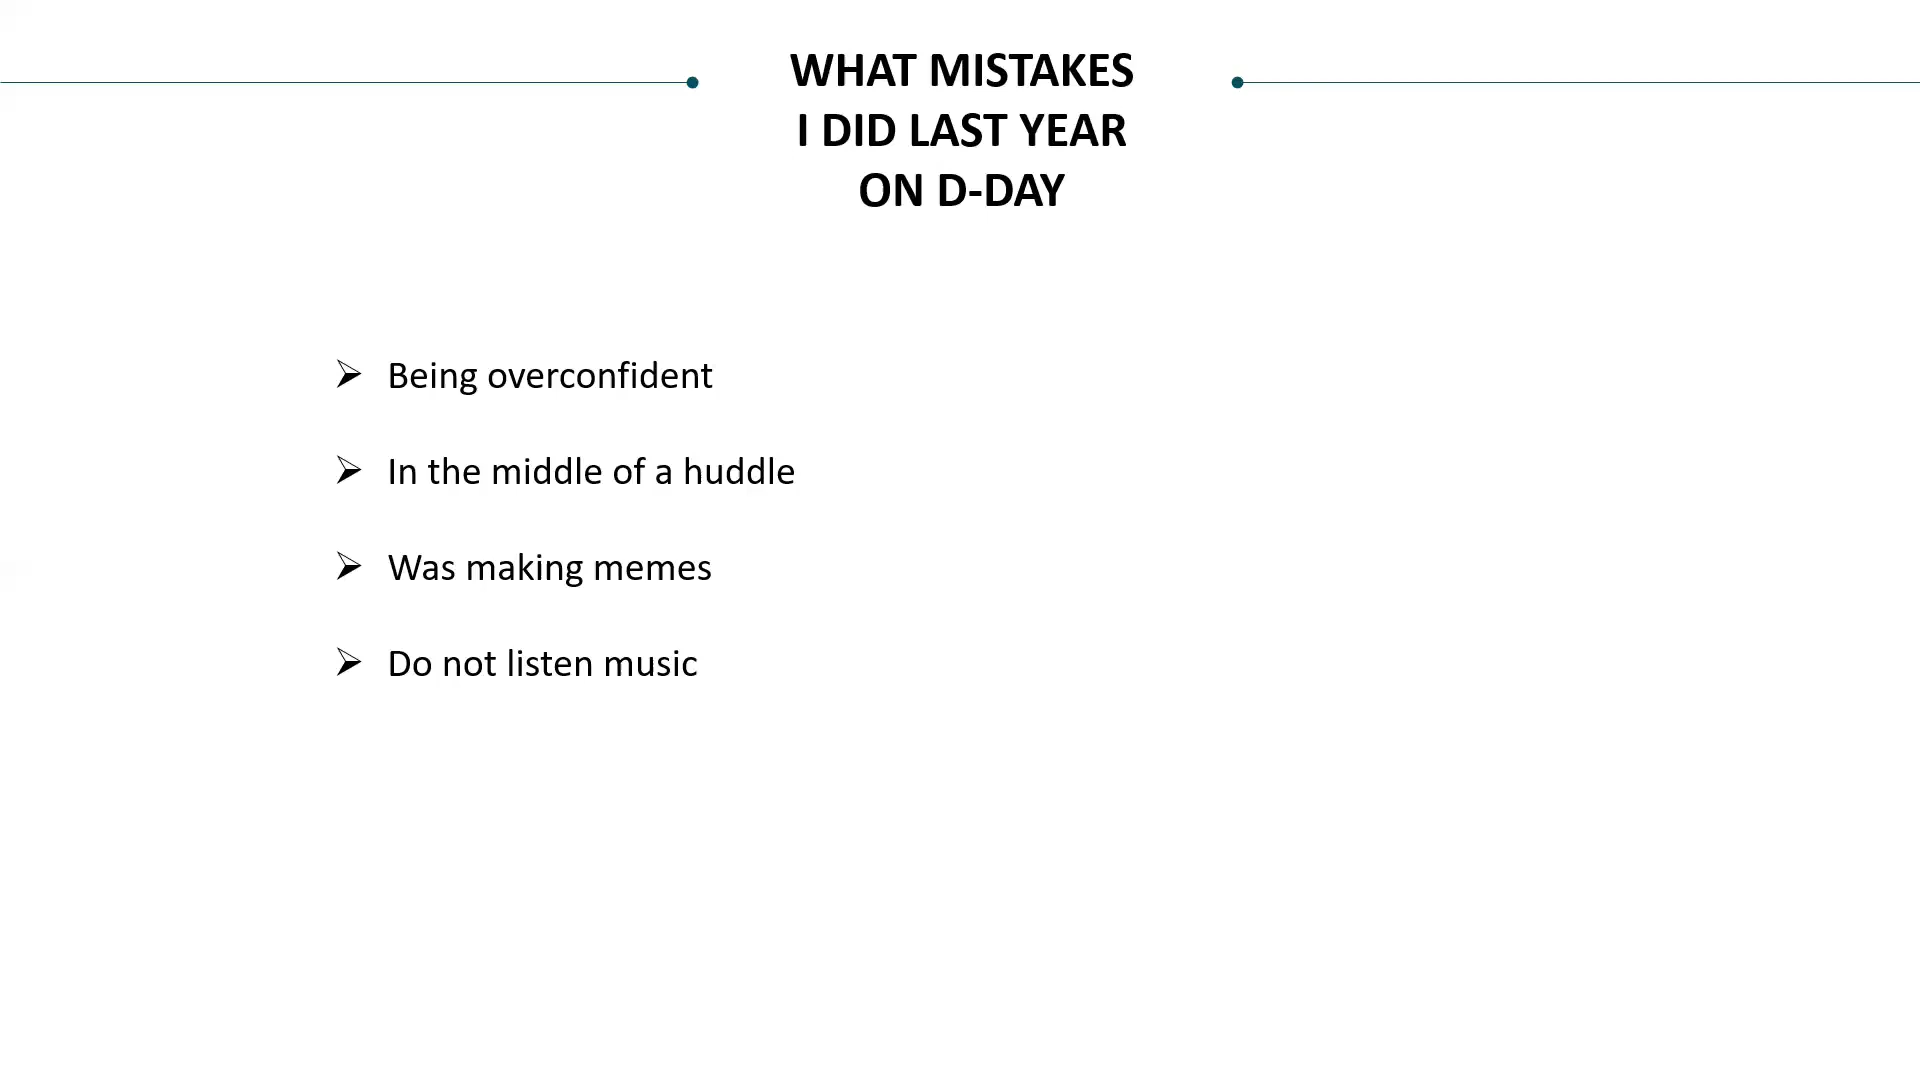 WHAT MISTAKES
I DID LAST YEAR
ON D-DAY
Being overconfident
In the middle of a huddle
Was making memes
Do not listen music